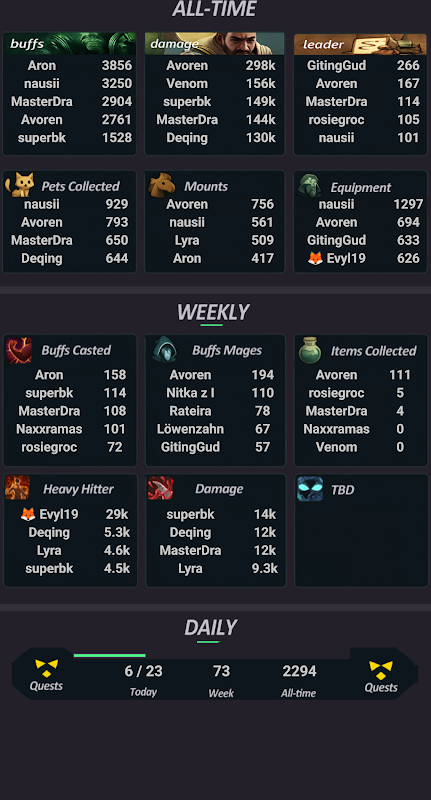 ALL-TIME
buffs
Aron 3856
nausii 3250
MasterDra 2904
Avoren 2761
superbk 1528
damage
Avoren 298k
Venom 156k
superbk 149k
MasterDra 144k
Deqing 130k
leader
GitingGud 266
Avoren 167
MasterDra 114
rosiegroc 105
nausii 101
Pets Collected
nausii 929
Avoren 793
MasterDra 650
Deqing 644
Mounts
Avoren 756
nausii 561
Lyra 509
Aron 417
Equipment
nausii 1297
Avoren 694
GitingGud 633
🦊 Evyl19 626
WEEKLY
Buffs Casted
Aron 158
superbk 114
MasterDra 108
Naxxramas 101
rosiegroc 72
Buffs Mages
Avoren 194
Nitka z I 110
Rateira 78
Löwenzahn 67
GitingGud 57
Items Collected
Avoren 111
rosiegroc 5
MasterDra 4
Naxxramas 0
Venom 0
Heavy Hitter
🦊 Evyl19 29k
Deqing 5.3k
Lyra 4.6k
superbk 4.5k
Damage
superbk 14k
Deqing 12k
MasterDra 12k
Lyra 9.3k
TBD
DAILY
Quests
6 / 23 73 2294
Today Week All-time
Quests